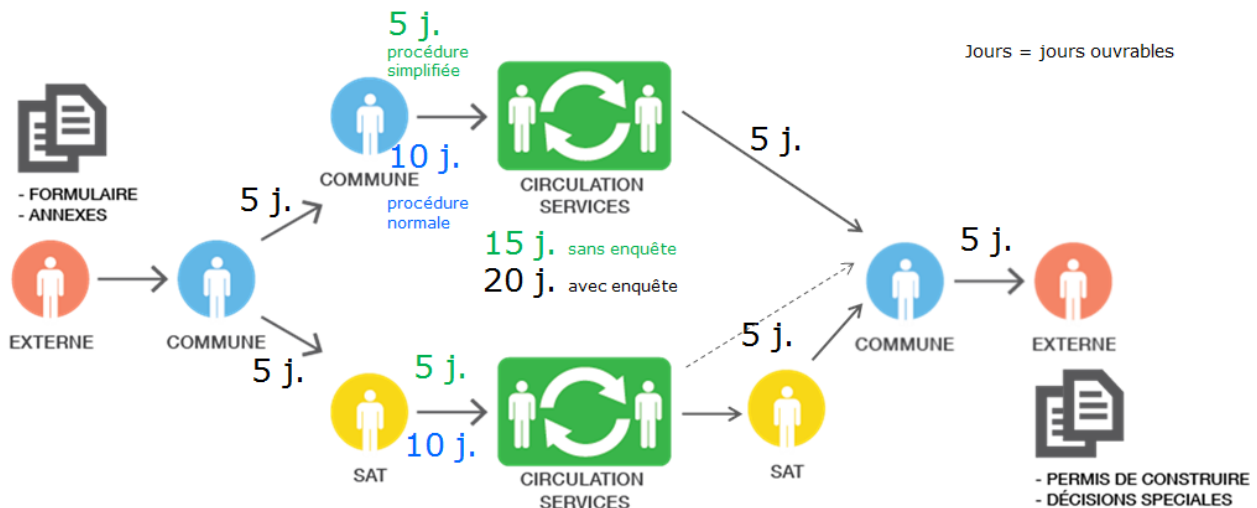 5 j.
procédure
simplifiée
Jours = jours ouvrables
- FORMULAIRE
- ANNEXES
5 j.
10 j.
COMMUNE
procédure
normale
CIRCULATION
SERVICES
5 j.
15 j. sans enquête
20 j. avec enquête
5 j.
EXTERNE
COMMUNE
COMMUNE
EXTERNE
5 j.
5 j.
10 j.
SAT
CIRCULATION
SERVICES
5 j.
SAT
- PERMIS DE CONSTRUIRE
- DÉCISIONS SPECIALES